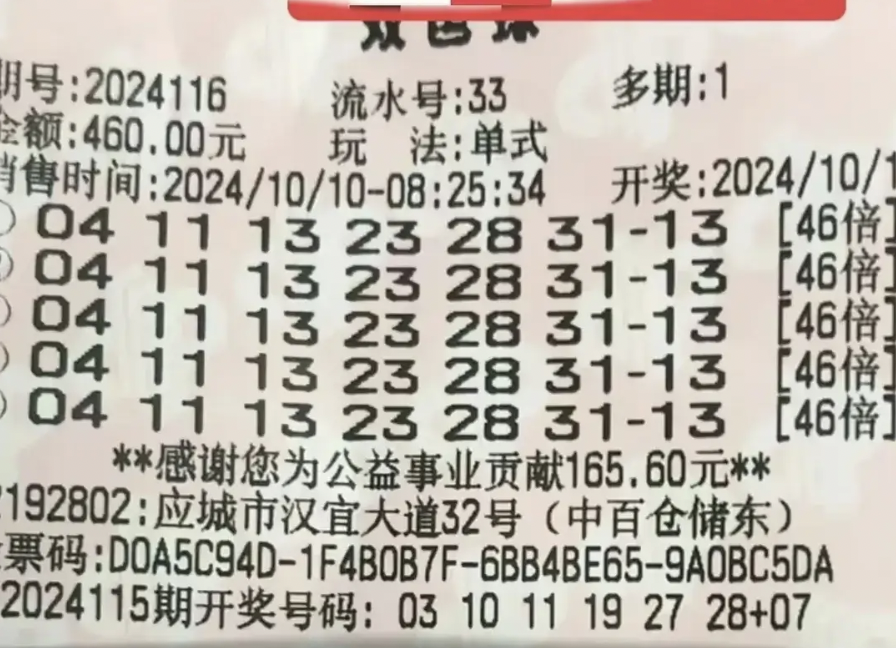 双色球
期号:2024116 流水号:33 多期:1
金额:460.00元 玩 法:单式
销售时间:2024/10/10-08:25:34 开奖:2024/10/1
04 11 13 23 28 31-13 [46倍]
04 11 13 23 28 31-13 [46倍]
04 11 13 23 28 31-13 [46倍]
04 11 13 23 28 31-13 [46倍]
04 11 13 23 28 31-13 [46倍]
**感谢您为公益事业贡献165.60元**
192802:应城市汉宜大道32号（中百仓储东）
票码:D0A5C94D-1F4B0B7F-6BB4BE65-9A0BC5DA
2024115期开奖号码: 03 10 11 19 27 28+07